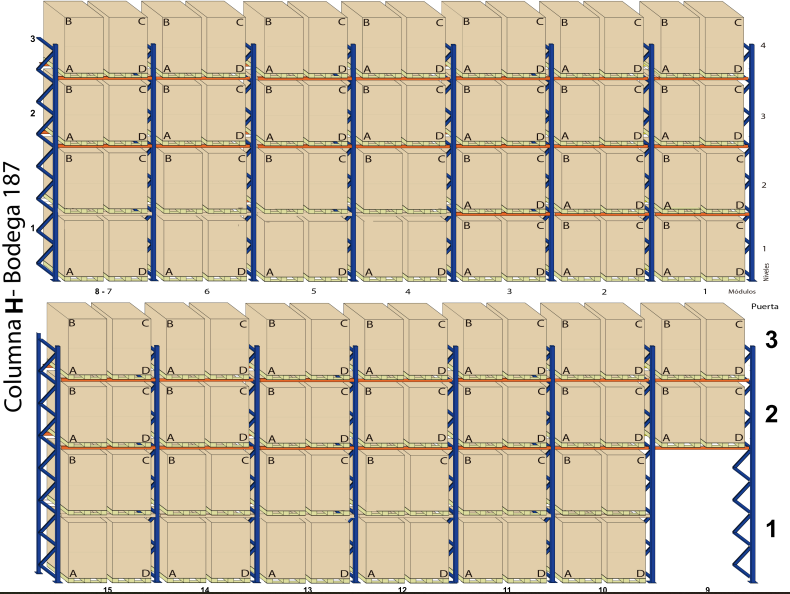 Columna H- Bodega 187
B C B C B C B C B C B C B C
3 4
A D A D A D A D A D A D A D
B C B C B C B C B C B C B C
2 3
A D A D A D A D A D A D A D
B C B C B C B C B C B C B C
2
A D A D A D
B C B C B C
1 1
A D A D A D A D A D A D A D
Niveles
8 - 7 6 5 4 3 2 1 Módulos
Puerta
B C B C B C B C B C B C B C
3
A D A D A D A D A D A D A D
B C B C B C B C B C B C B C
2
A D A D A D A D A D A D A D
B C B C B C B C B C B C
1
A D A D A D A D A D A D
15 14 13 12 11 10 9